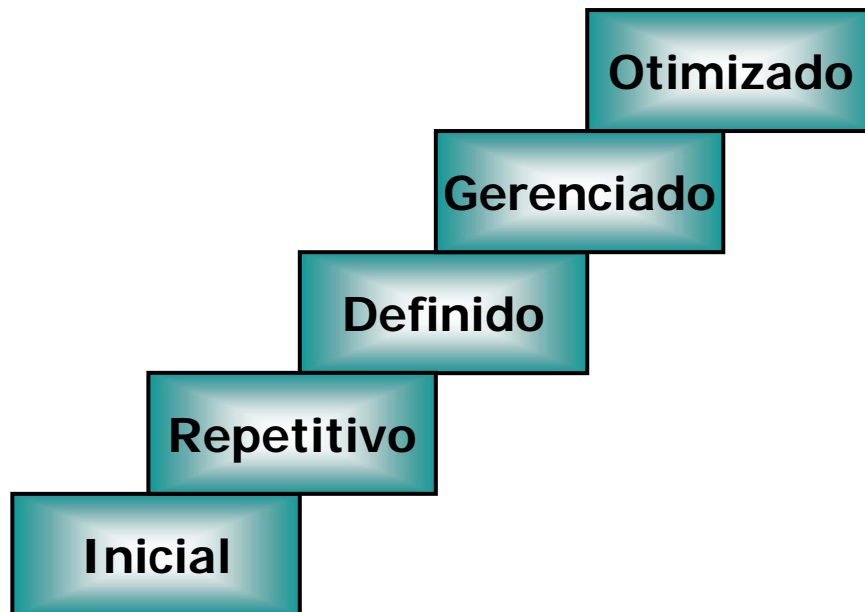 Otimizado
Gerenciado
Definido
Repetitivo
Inicial